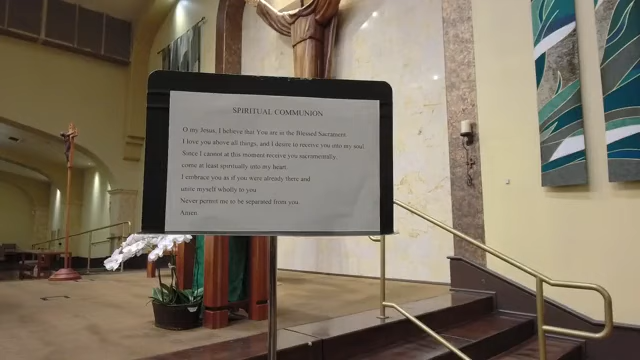 SPIRITUAL COMMUNION
O my Jesus, I believe that You are in the Blessed Sacrament.
I love you above all things, and I desire to receive you into my soul.
Since I cannot at this moment receive you sacramentally,
come at least spiritually into my heart.
I embrace you as if you were already there and
unite myself wholly to you.
Never permit me to be separated from you.
Amen